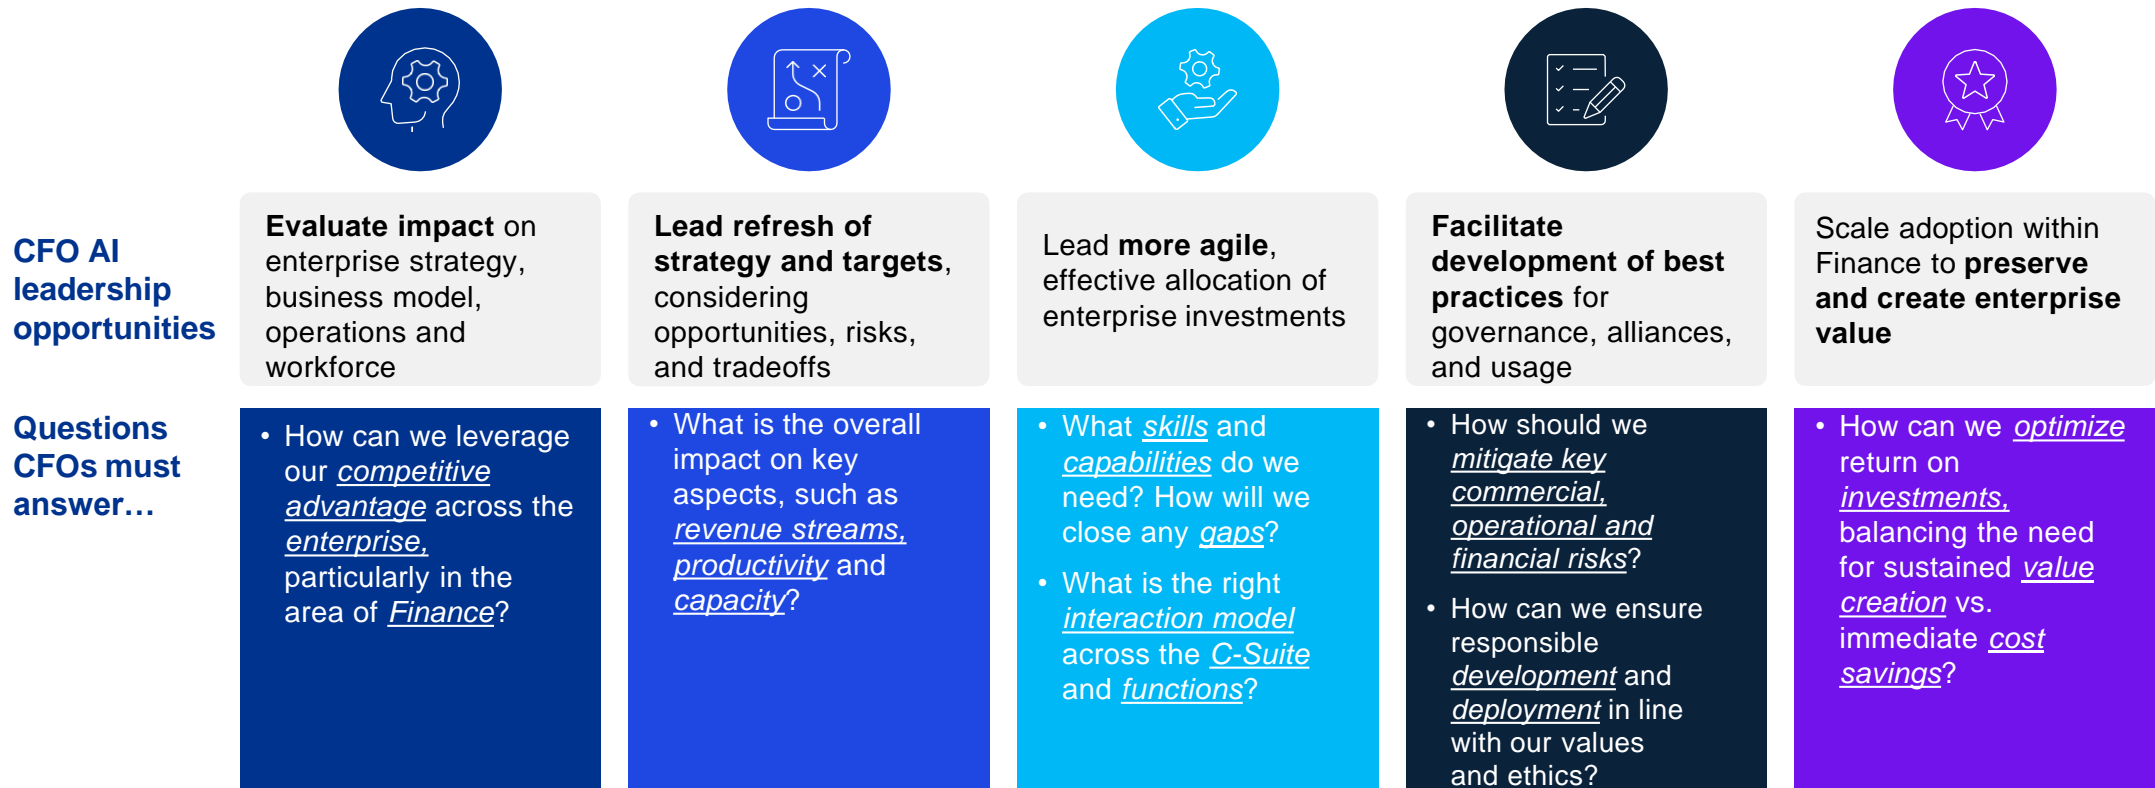 CFO AI
leadership
opportunities
Evaluate impact on
enterprise strategy,
business model,
operations and
workforce
Lead refresh of
strategy and targets,
considering
opportunities, risks,
and tradeoffs
Lead more agile,
effective allocation of
enterprise investments
Facilitate
development of best
practices for
governance, alliances,
and usage
Scale adoption within
Finance to preserve
and create enterprise
value
Questions
CFOs must
answer…
• How can we leverage
our competitive
advantage across the
enterprise,
particularly in the
area of Finance?
• What is the overall
impact on key
aspects, such as
revenue streams,
productivity and
capacity?
• What skills and
capabilities do we
need? How will we
close any gaps?
• What is the right
interaction model
across the C-Suite
and functions?
• How should we
mitigate key
commercial,
operational and
financial risks?
• How can we ensure
responsible
development and
deployment in line
with our values
and ethics?
• How can we optimize
return on
investments,
balancing the need
for sustained value
creation vs.
immediate cost
savings?